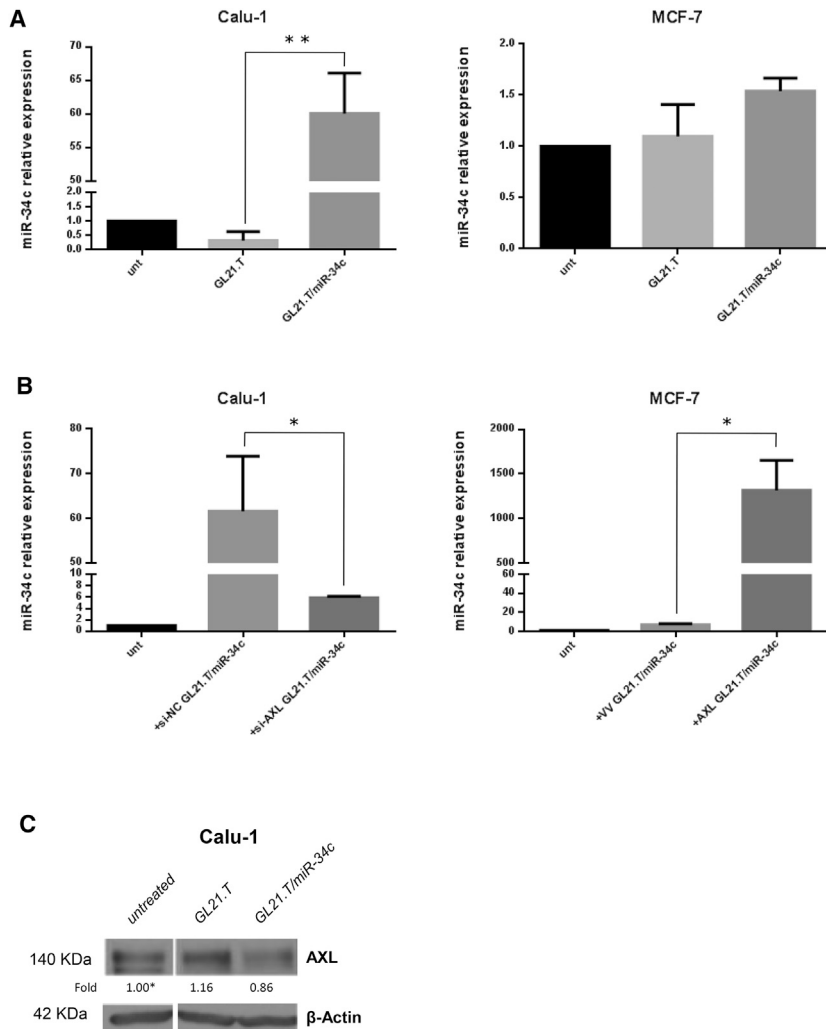 A
Calu-1
miR-34c relative expression
70
65
60
55
50
2.0
1.5
1.0
0.5
0.0
**
unt
GL21.T
GL21.T/miR-34c
MCF-7
miR-34c relative expression
2.0
1.5
1.0
0.5
0.0
unt
GL21.T
GL21.T/miR-34c
B
Calu-1
miR-34c relative expression
80
70
60
50
10
8
6
4
2
0
*
unt
+si-NC GL21.T/miR-34c
+si-AXL GL21.T/miR-34c
MCF-7
miR-34c relative expression
2000
1500
1000
500
60
40
20
0
*
unt
+VV GL21.T/miR-34c
+AXL GL21.T/miR-34c
C
Calu-1
untreated
GL21.T
GL21.T/miR-34c
140 KDa
AXL
Fold 1.00* 1.16 0.86
42 KDa
β-Actin